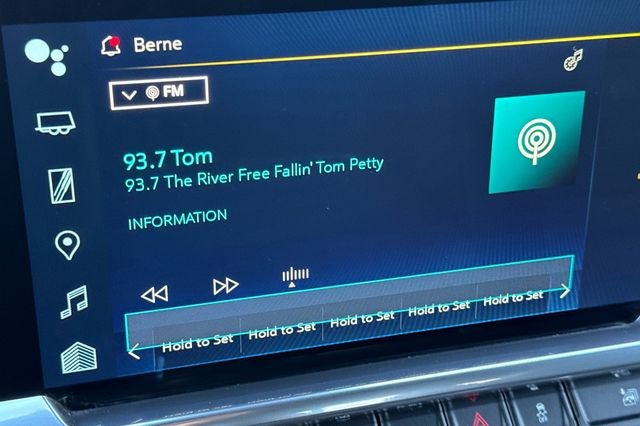 Berne
FM
93.7 Tom
93.7 The River Free Fallin' Tom Petty
INFORMATION
Hold to Set Hold to Set Hold to Set Hold to Set Hold to Set